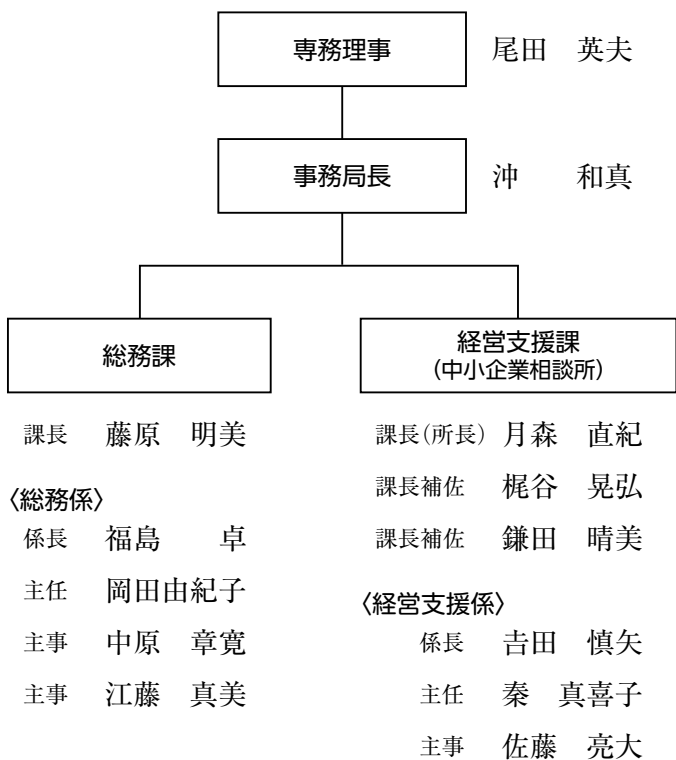 専務理事 尾田 英夫
事務局長 沖 和真
総務課
課長 藤原 明美
〈総務係〉
係長 福島 卓
主任 岡田由紀子
主事 中原 章寛
主事 江藤 真美
経営支援課
(中小企業相談所)
課長(所長) 月森 直紀
課長補佐 梶谷 晃弘
課長補佐 鎌田 晴美
〈経営支援係〉
係長 𠮷田 慎矢
主任 秦 真喜子
主事 佐藤 亮大